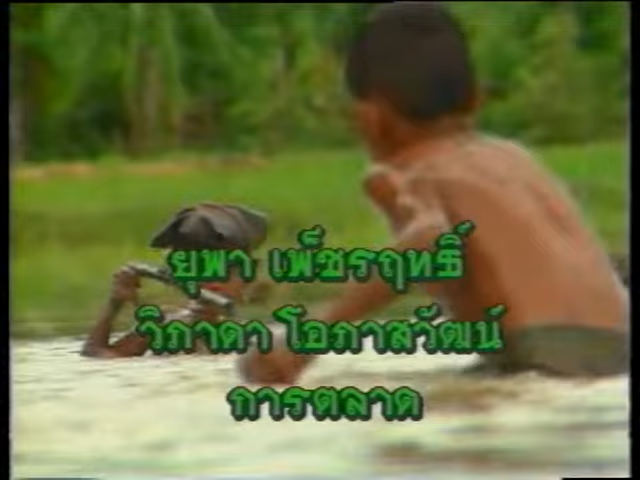 ยุพา เพ็ชรฤทธิ์
วิภาดา โอภาสวัฒน์
การตลาด